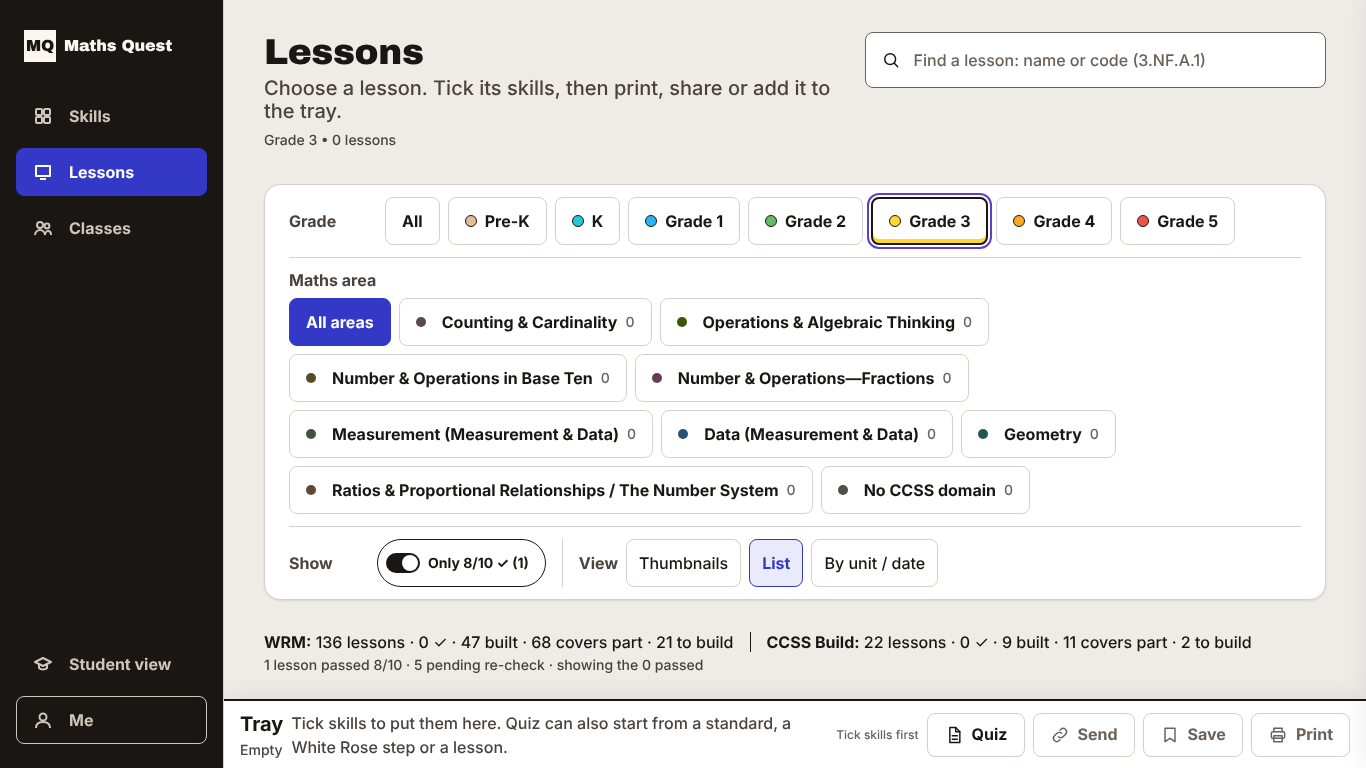 MQ Maths Quest
Skills
Lessons
Classes
Student view
Me
Lessons
Choose a lesson. Tick its skills, then print, share or add it to
the tray.
Grade 3 • 0 lessons
Find a lesson: name or code (3.NF.A.1)
Grade All Pre-K K Grade 1 Grade 2 Grade 3 Grade 4 Grade 5
Maths area
All areas Counting & Cardinality 0 Operations & Algebraic Thinking 0
Number & Operations in Base Ten 0 Number & Operations—Fractions 0
Measurement (Measurement & Data) 0 Data (Measurement & Data) 0 Geometry 0
Ratios & Proportional Relationships / The Number System 0 No CCSS domain 0
Show Only 8/10 ✓ (1) View Thumbnails List By unit / date
WRM: 136 lessons · 0 ✓ · 47 built · 68 covers part · 21 to build CCSS Build: 22 lessons · 0 ✓ · 9 built · 11 covers part · 2 to build
1 lesson passed 8/10 · 5 pending re-check · showing the 0 passed
Tray
Empty
Tick skills to put them here. Quiz can also start from a standard, a
White Rose step or a lesson.
Tick skills first Quiz Send Save Print